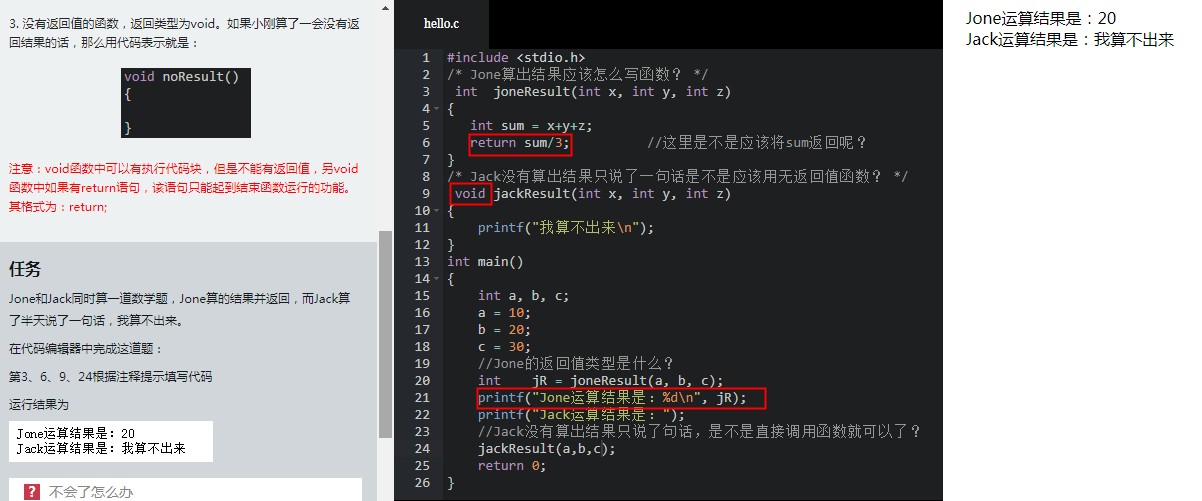 3. 没有返回值的函数，返回类型为void。如果小刚算了一会没有返
回结果的话，那么用代码表示就是：
void noResult()
{
}
注意：void函数中可以有执行代码块，但是不能有返回值，另void
函数中如果有return语句，该语句只能起到结束函数运行的功能。
其格式为：return;
任务
Jone和Jack同时算一道数学题，Jone算的结果并返回，而Jack算
了半天说了一句话，我算不出来。
在代码编辑器中完成这道题：
第3、6、9、24根据注释提示填写代码
运行结果为
Jone运算结果是：20
Jack运算结果是：我算不出来
? 不会了怎么办
hello.c
1 #include <stdio.h>
2 /* Jone算出结果应该怎么写函数？ */
3 int joneResult(int x, int y, int z)
4 {
5 int sum = x+y+z;
6 return sum/3; //这里是不是应该将sum返回呢？
7 }
8 /* Jack没有算出结果只说了一句话是不是应该用无返回值函数？ */
9 void jackResult(int x, int y, int z)
10 {
11 printf("我算不出来\n");
12 }
13 int main()
14 {
15 int a, b, c;
16 a = 10;
17 b = 20;
18 c = 30;
19 //Jone的返回值类型是什么？
20 int jR = joneResult(a, b, c);
21 printf("Jone运算结果是：%d\n", jR);
22 printf("Jack运算结果是：");
23 //Jack没有算出结果只说了句话，是不是直接调用函数就可以了？
24 jackResult(a,b,c);
25 return 0;
26 }
Jone运算结果是：20
Jack运算结果是：我算不出来